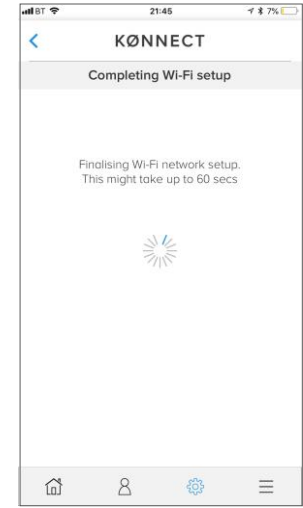 BT 21:45 7%
KØNNECT
Completing Wi-Fi setup
Finalising Wi-Fi network setup.
This might take up to 60 secs